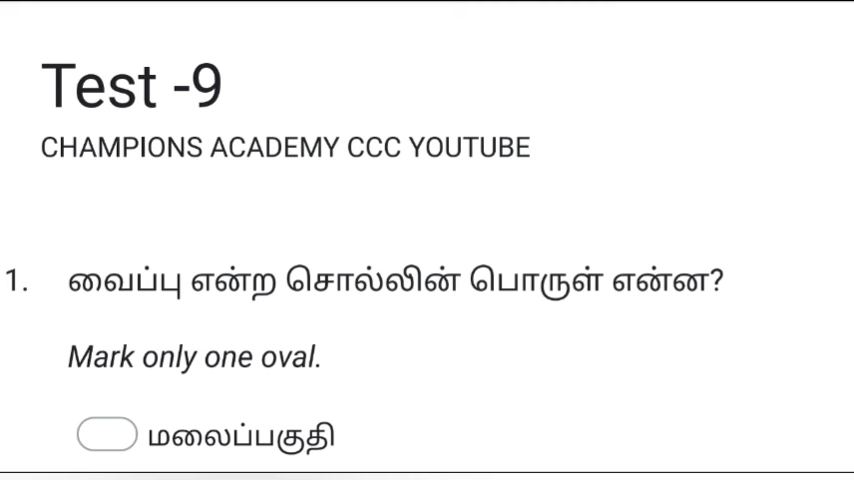 Test -9
CHAMPIONS ACADEMY CCC YOUTUBE
1. வைப்பு என்ற சொல்லின் பொருள் என்ன?
Mark only one oval.
மலைப்பகுதி